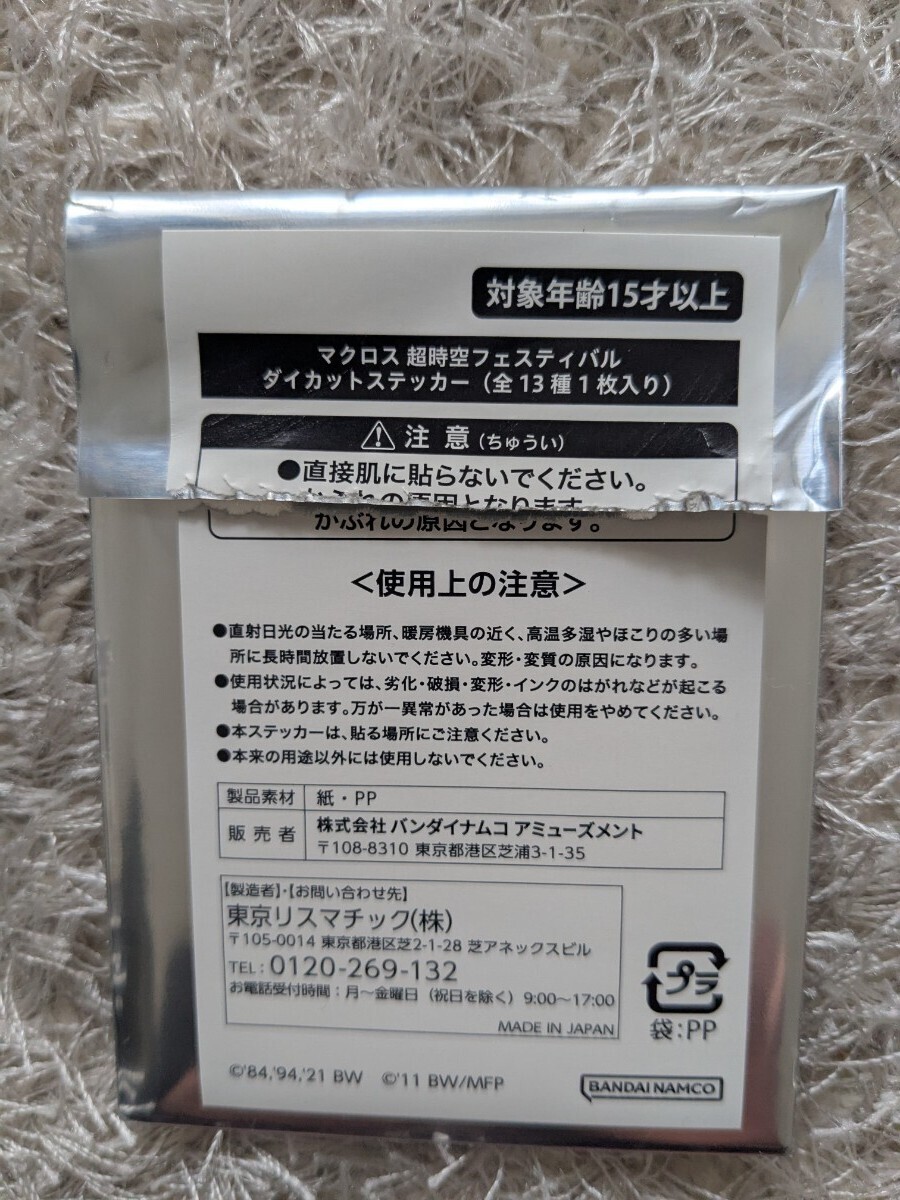 対象年齢15才以上
マクロス 超時空フェスティバル
ダイカットステッカー（全13種1枚入り）
注 意（ちゅうい）
●直接肌に貼らないでください。
かぶれの原因となります。
＜使用上の注意＞
●直射日光の当たる場所、暖房機具の近く、高温多湿やほこりの多い場
所に長時間放置しないでください。変形・変質の原因になります。
●使用状況によっては、劣化・破損・変形・インクのはがれなどが起こる
場合があります。万が一異常があった場合は使用をやめてください。
●本ステッカーは、貼る場所にご注意ください。
●本来の用途以外には使用しないでください。
製品素材 紙・PP
販売者 株式会社 バンダイナムコ アミューズメント
〒108-8310 東京都港区芝浦3-1-35
【製造者】・【お問い合わせ先】
東京リスマチック(株)
〒105-0014 東京都港区芝2-1-28 芝アネックスビル
TEL：0120-269-132
お電話受付時間：月〜金曜日（祝日を除く）9:00〜17:00
MADE IN JAPAN
プラ
袋:PP
©'84,'94,'21 BW ©'11 BW/MFP
BANDAI NAMCO